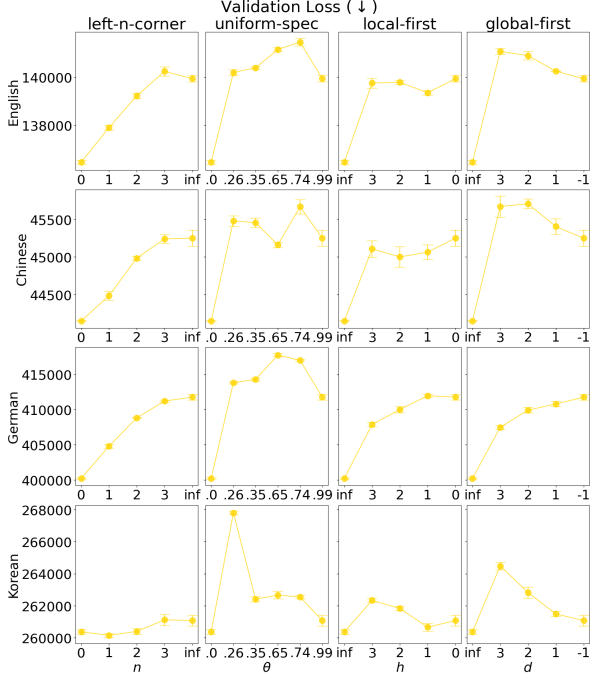 Validation Loss (↓)
left-n-corner uniform-spec local-first global-first
English
140000
138000
0 1 2 3 inf .0 .26 .35 .65 .74 .99 inf 3 2 1 0 inf 3 2 1 -1
Chinese
45500
45000
44500
0 1 2 3 inf .0 .26 .35 .65 .74 .99 inf 3 2 1 0 inf 3 2 1 -1
German
415000
410000
405000
400000
0 1 2 3 inf .0 .26 .35 .65 .74 .99 inf 3 2 1 0 inf 3 2 1 -1
Korean
268000
266000
264000
262000
260000
0 1 2 3 inf .0 .26 .35 .65 .74 .99 inf 3 2 1 0 inf 3 2 1 -1
n θ h d